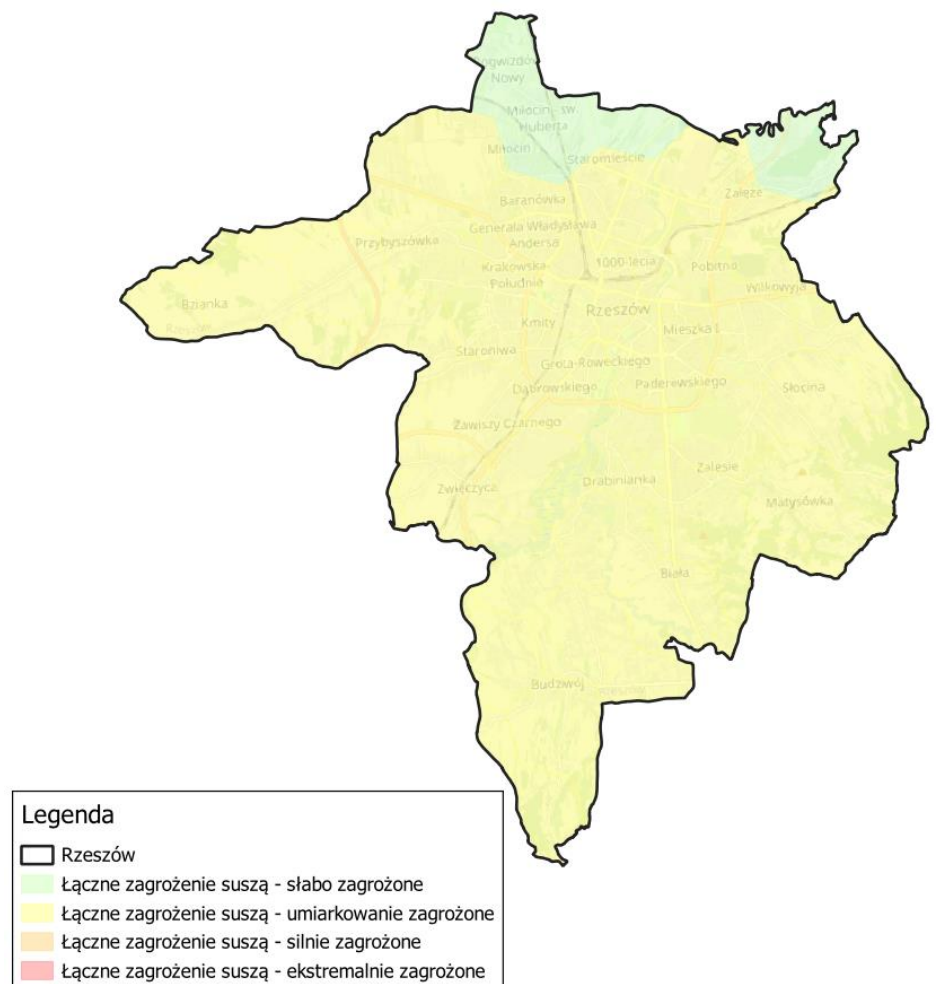 Nowy
Miłocin - św.
Huberta
Miłocin
Staromieście
Załęże
Baranówka
Generała Władysława
Andersa
Przybyszówka
1000-lecia
Krakowska-
Południe
Pobitno
Wilkowyja
Bzianka
Rzeszów
Rzeszów
Kmity
Mieszka I
Staroniwa
Grota-Roweckiego
Dąbrowskiego
Paderewskiego
Słocina
Zawiszy Czarnego
Zalesie
Zwięczyca
Drabinianka
Matysówka
Biała
Budziwój
Rzeszów
Legenda
Rzeszów
Łączne zagrożenie suszą - słabo zagrożone
Łączne zagrożenie suszą - umiarkowanie zagrożone
Łączne zagrożenie suszą - silnie zagrożone
Łączne zagrożenie suszą - ekstremalnie zagrożone